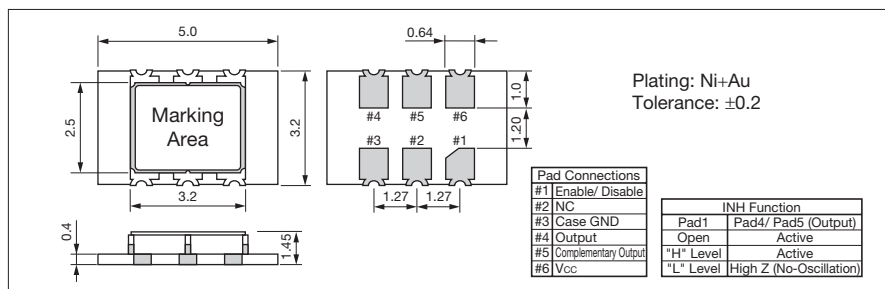 5.0
0.64
Plating: Ni+Au
Tolerance: ±0.2
2.5
Marking
Area
3.2
1.0
1.20
#4 #5 #6
#3 #2 #1
3.2
1.27 1.27
0.4
1.45
Pad Connections
#1 Enable/ Disable
#2 NC
#3 Case GND
#4 Output
#5 Complementary Output
#6 Vcc
INH Function
Pad1 Pad4/ Pad5 (Output)
Open Active
"H" Level Active
"L" Level High Z (No-Oscillation)